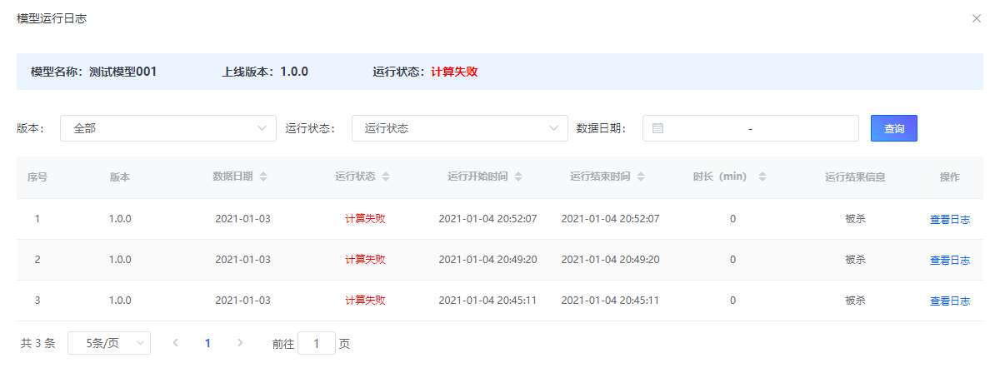 模型运行日志
模型名称：测试模型001 上线版本：1.0.0 运行状态：计算失败
版本： 全部 运行状态： 运行状态 数据日期： - 查询
序号 版本 数据日期 运行状态 运行开始时间 运行结束时间 时长（min） 运行结果信息 操作
1 1.0.0 2021-01-03 计算失败 2021-01-04 20:52:07 2021-01-04 20:52:07 0 被杀 查看日志
2 1.0.0 2021-01-03 计算失败 2021-01-04 20:49:20 2021-01-04 20:49:20 0 被杀 查看日志
3 1.0.0 2021-01-03 计算失败 2021-01-04 20:45:11 2021-01-04 20:45:11 0 被杀 查看日志
共 3 条 5条/页 1 前往 1 页